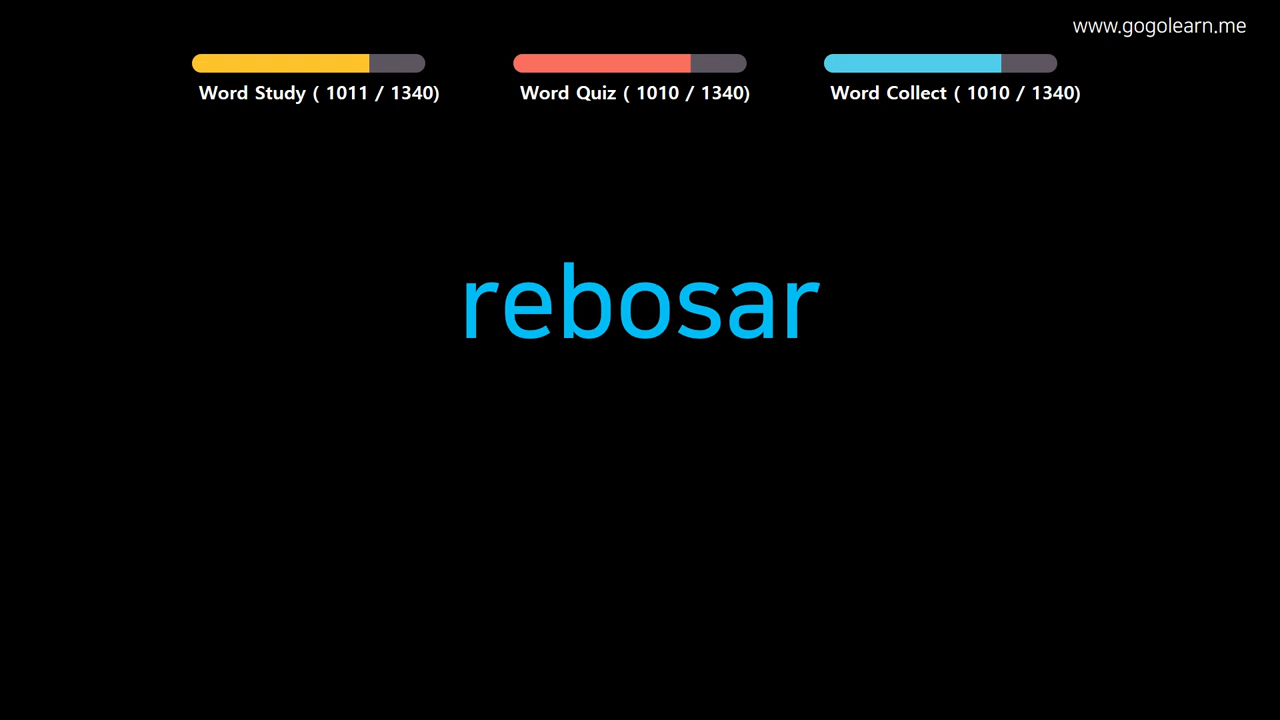 www.gogolearn.me
Word Study ( 1011 / 1340)
Word Quiz ( 1010 / 1340)
Word Collect ( 1010 / 1340)
rebosar